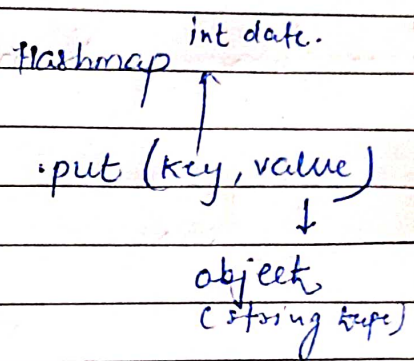 int date.
Hashmap
.put (key, value)
object
(string type)